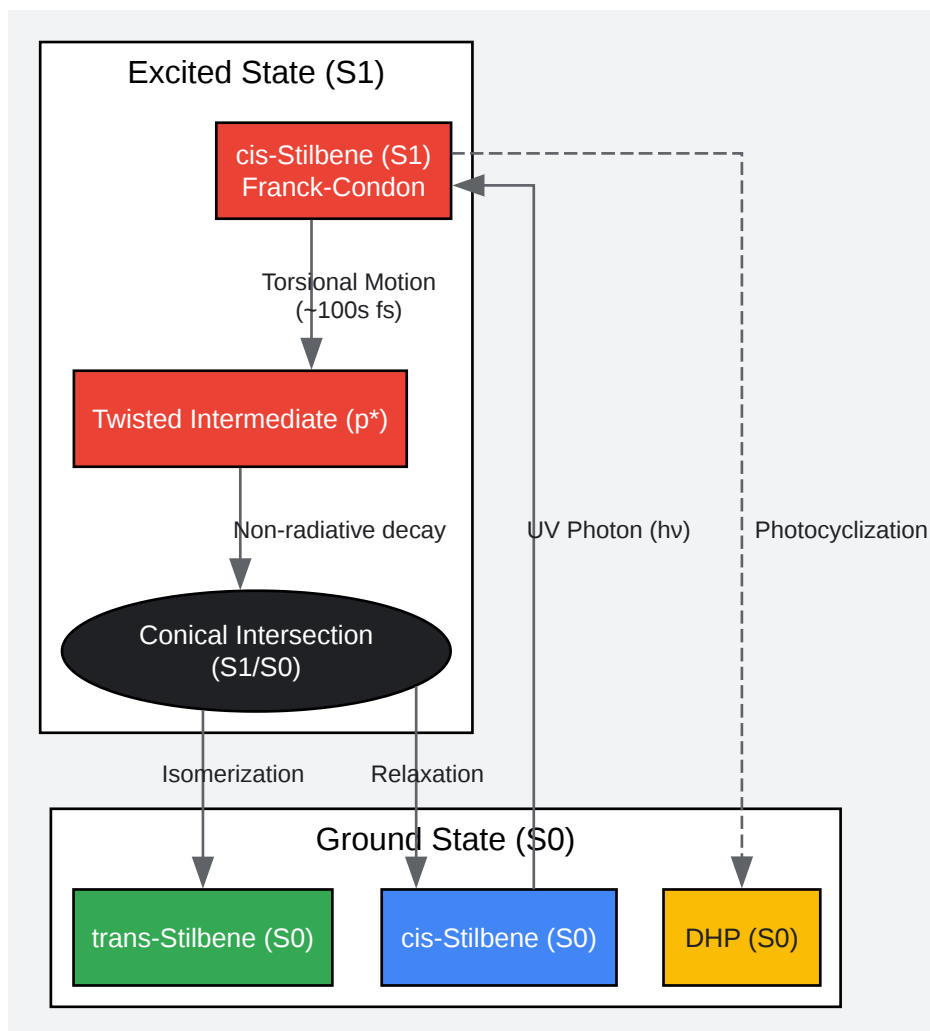 Excited State (S1)
cis-Stilbene (S1)
Franck-Condon
Torsional Motion
(~100s fs)
Twisted Intermediate (p*)
Non-radiative decay
UV Photon (hν)
Photocyclization
Conical Intersection
(S1/S0)
Isomerization
Relaxation
Ground State (S0)
trans-Stilbene (S0)
cis-Stilbene (S0)
DHP (S0)